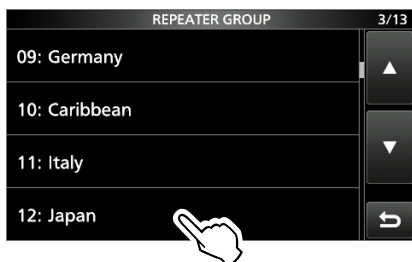 REPEATER GROUP 3/13
09: Germany
10: Caribbean
11: Italy
12: Japan